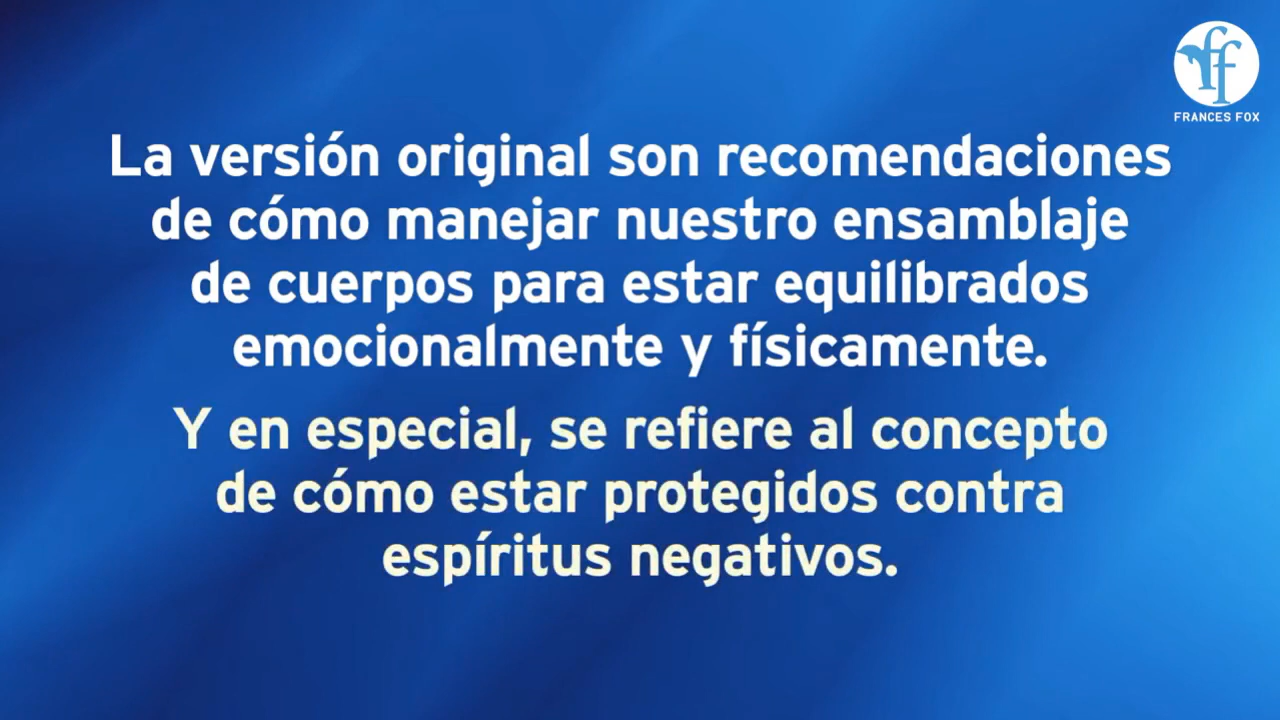 FRANCES FOX
La versión original son recomendaciones
de cómo manejar nuestro ensamblaje
de cuerpos para estar equilibrados
emocionalmente y físicamente.
Y en especial, se refiere al concepto
de cómo estar protegidos contra
espíritus negativos.